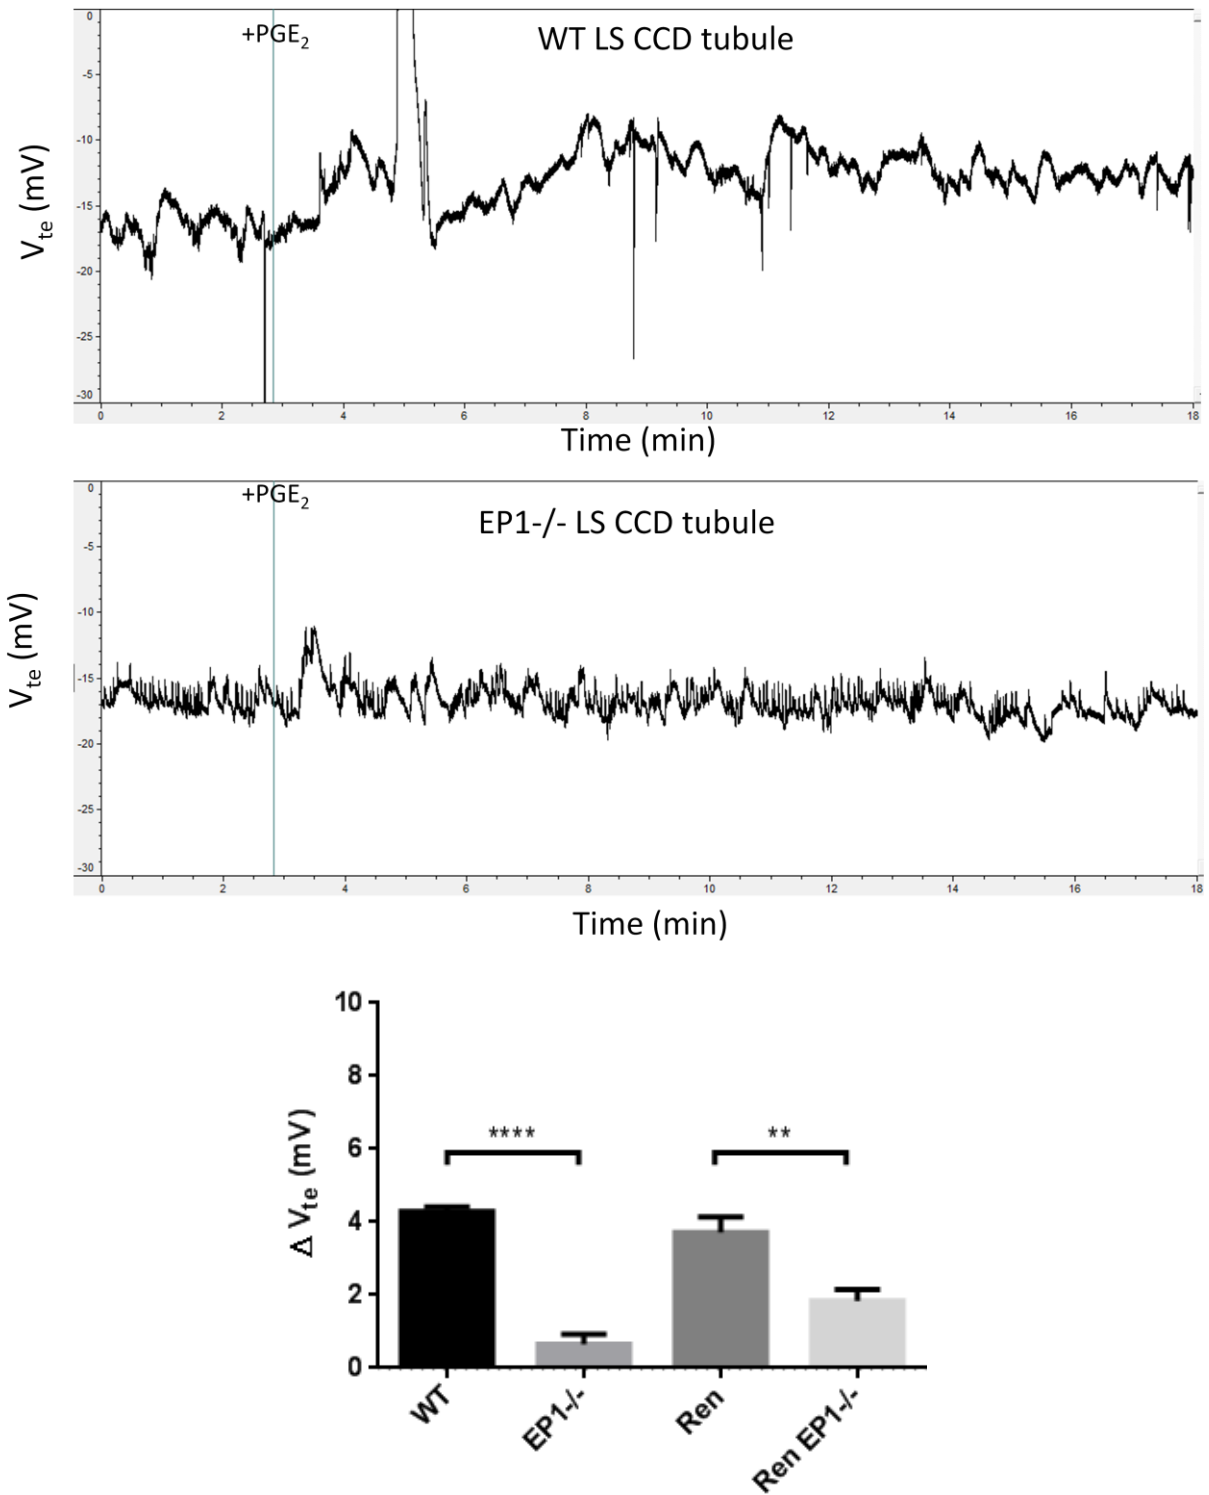 +PGE2
WT LS CCD tubule
Vte (mV)
0
-5
-10
-15
-20
-25
-30
0 2 4 6 8 10 12 14 16 18
Time (min)
+PGE2
EP1-/- LS CCD tubule
Vte (mV)
0
-5
-10
-15
-20
-25
-30
0 2 4 6 8 10 12 14 16 18
Time (min)
Δ Vte (mV)
10
8
6
4
2
0
**** **
WT EP1-/- Ren Ren EP1-/-